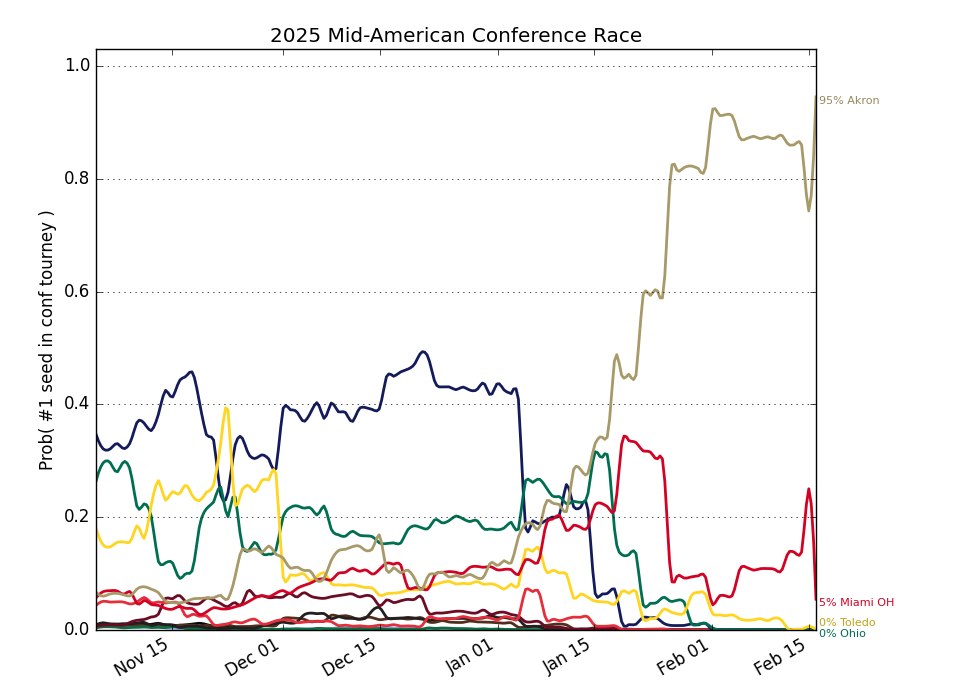 2025 Mid-American Conference Race
Prob( #1 seed in conf tourney )
1.0
0.8
0.6
0.4
0.2
0.0
95% Akron
5% Miami OH
0% Toledo
0% Ohio
Nov 15
Dec 01
Dec 15
Jan 01
Jan 15
Feb 01
Feb 15